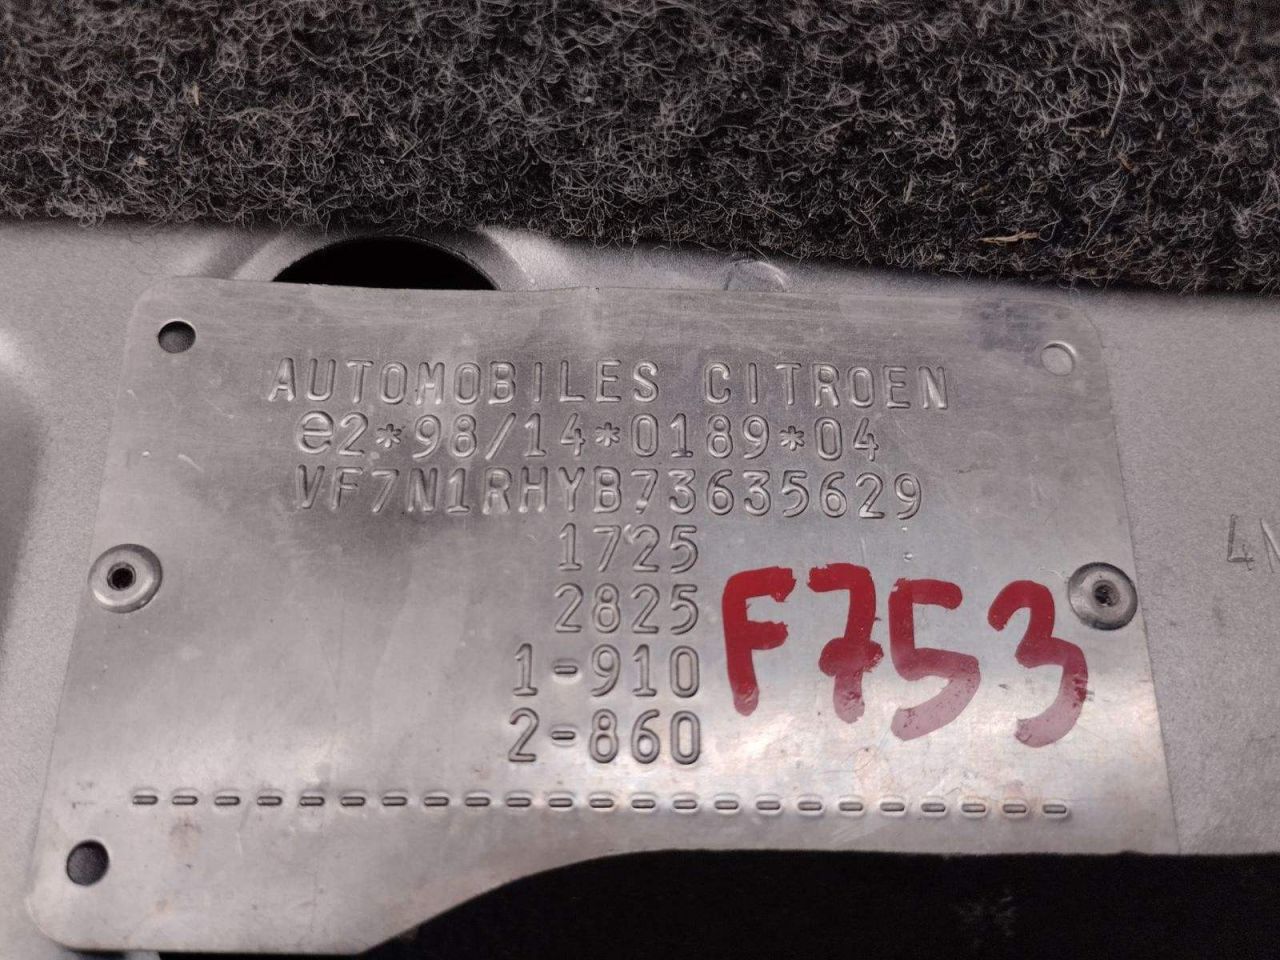 AUTOMOBILES CITROEN
e2*98/14*0189*04
VF7N1RHYB73635629
1725
2825
F753
1-910
2-860
--------------------------